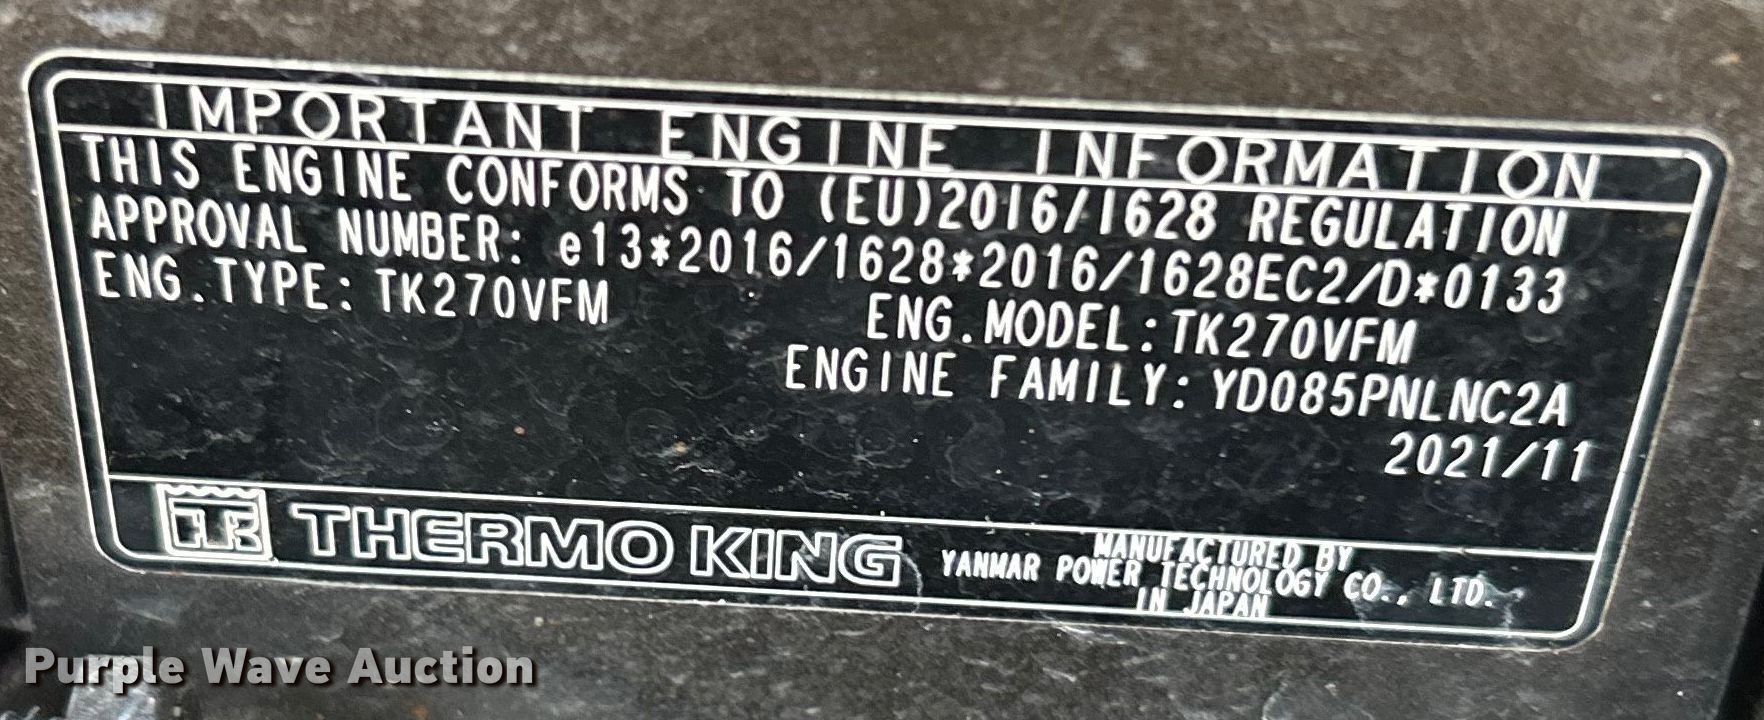 IMPORTANT ENGINE INFORMATION
THIS ENGINE CONFORMS TO (EU)2016/1628 REGULATION
APPROVAL NUMBER: e13*2016/1628*2016/1628EC2/D*0133
ENG.TYPE: TK270VFM ENG.MODEL:TK270VFM
ENGINE FAMILY: YD085PNLNC2A
2021/11
TK THERMO KING
MANUFACTURED BY
YANMAR POWER TECHNOLOGY CO., LTD.
IN JAPAN
Purple Wave Auction